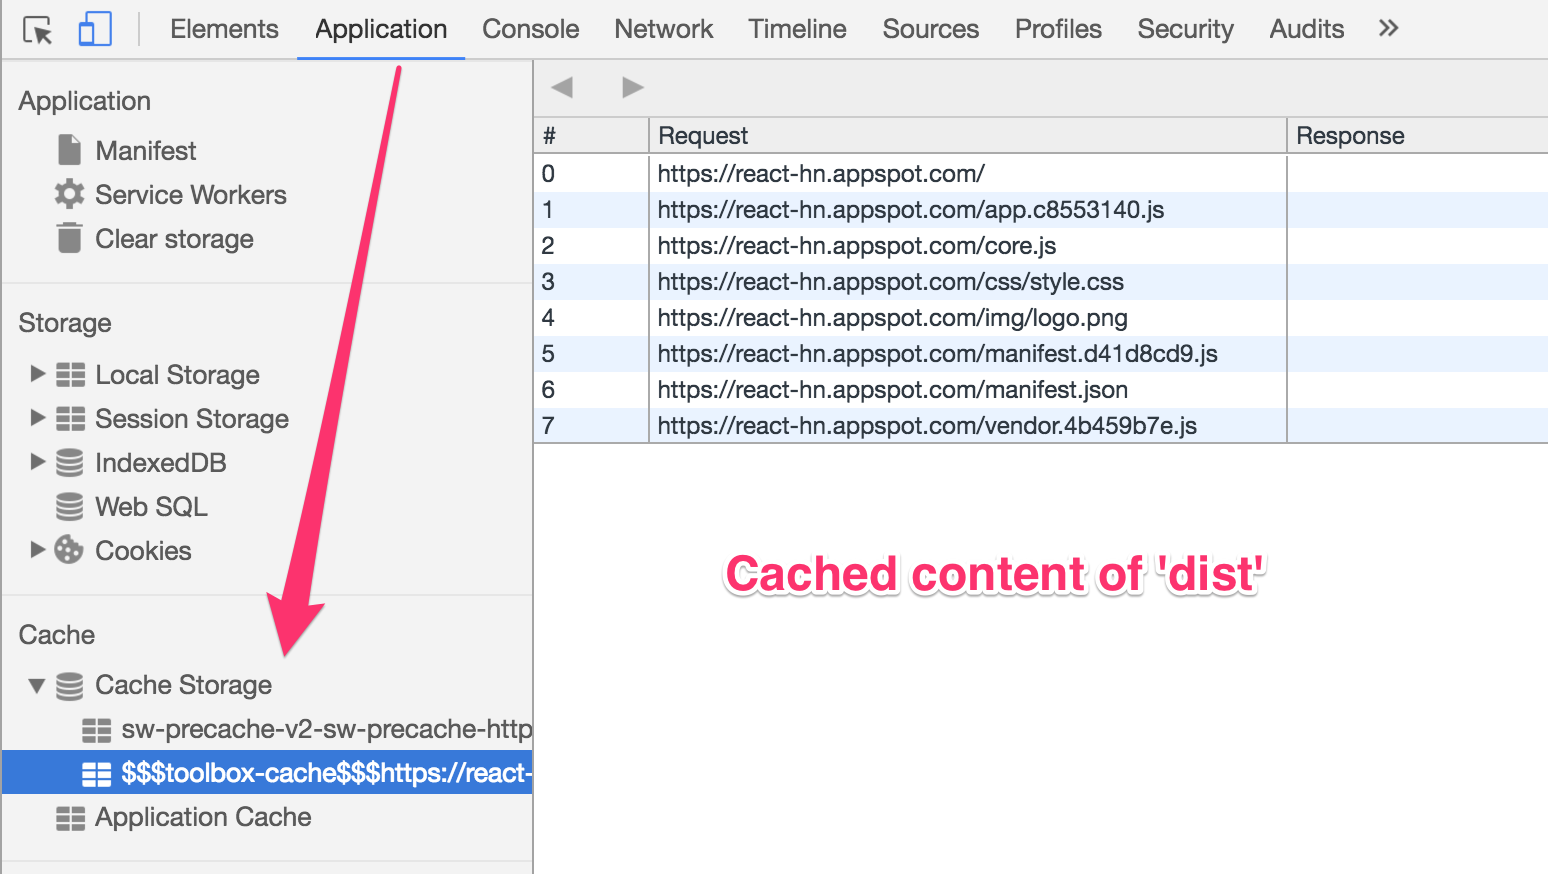 Elements Application Console Network Timeline Sources Profiles Security Audits »
Application
Manifest
Service Workers
Clear storage
Storage
Local Storage
Session Storage
IndexedDB
Web SQL
Cookies
Cache
Cache Storage
sw-precache-v2-sw-precache-http
$$$toolbox-cache$$$https://react-
Application Cache
# Request Response
0 https://react-hn.appspot.com/
1 https://react-hn.appspot.com/app.c8553140.js
2 https://react-hn.appspot.com/core.js
3 https://react-hn.appspot.com/css/style.css
4 https://react-hn.appspot.com/img/logo.png
5 https://react-hn.appspot.com/manifest.d41d8cd9.js
6 https://react-hn.appspot.com/manifest.json
7 https://react-hn.appspot.com/vendor.4b459b7e.js
Cached content of 'dist'